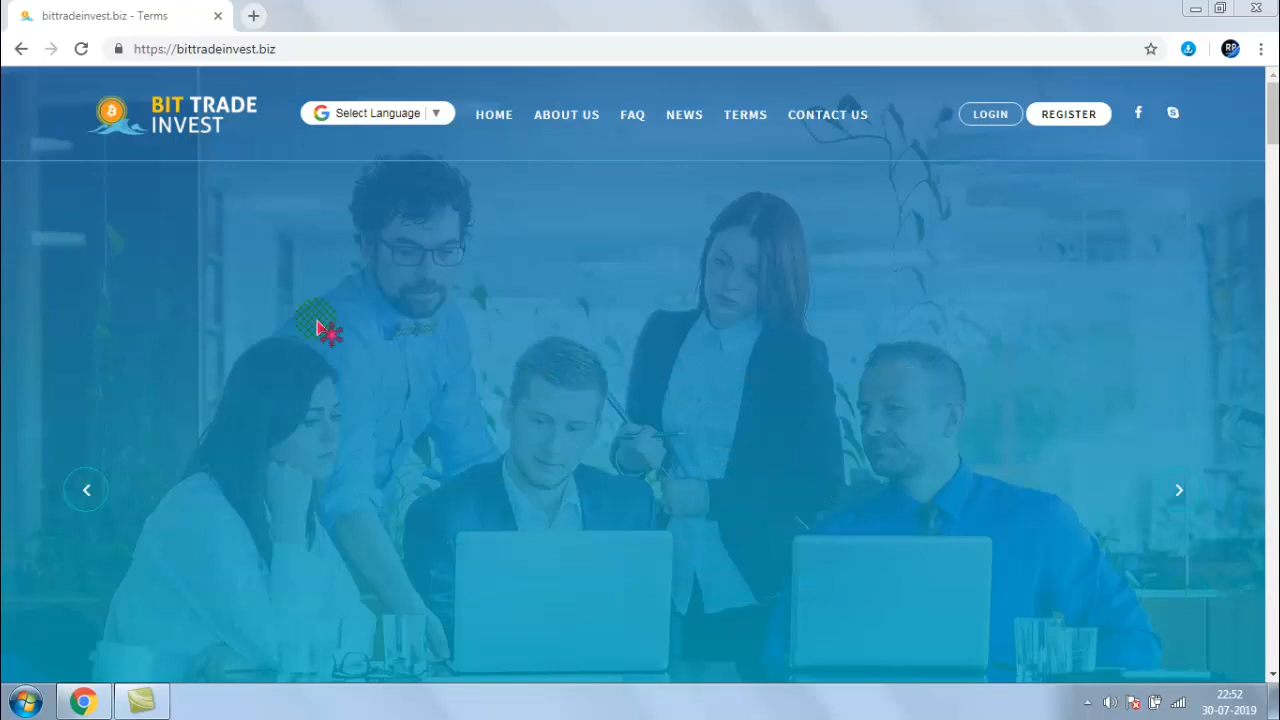 bittradeinvest.biz - Terms
https://bittradeinvest.biz
BIT TRADE
INVEST
Select Language
HOME
ABOUT US
FAQ
NEWS
TERMS
CONTACT US
LOGIN
REGISTER
22:52
30-07-2019